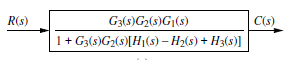 R(s)
G3(s)G2(s)G1(s)
1 + G3(s)G2(s)[H1(s) – H2(s) + H3(s)]
C(s)